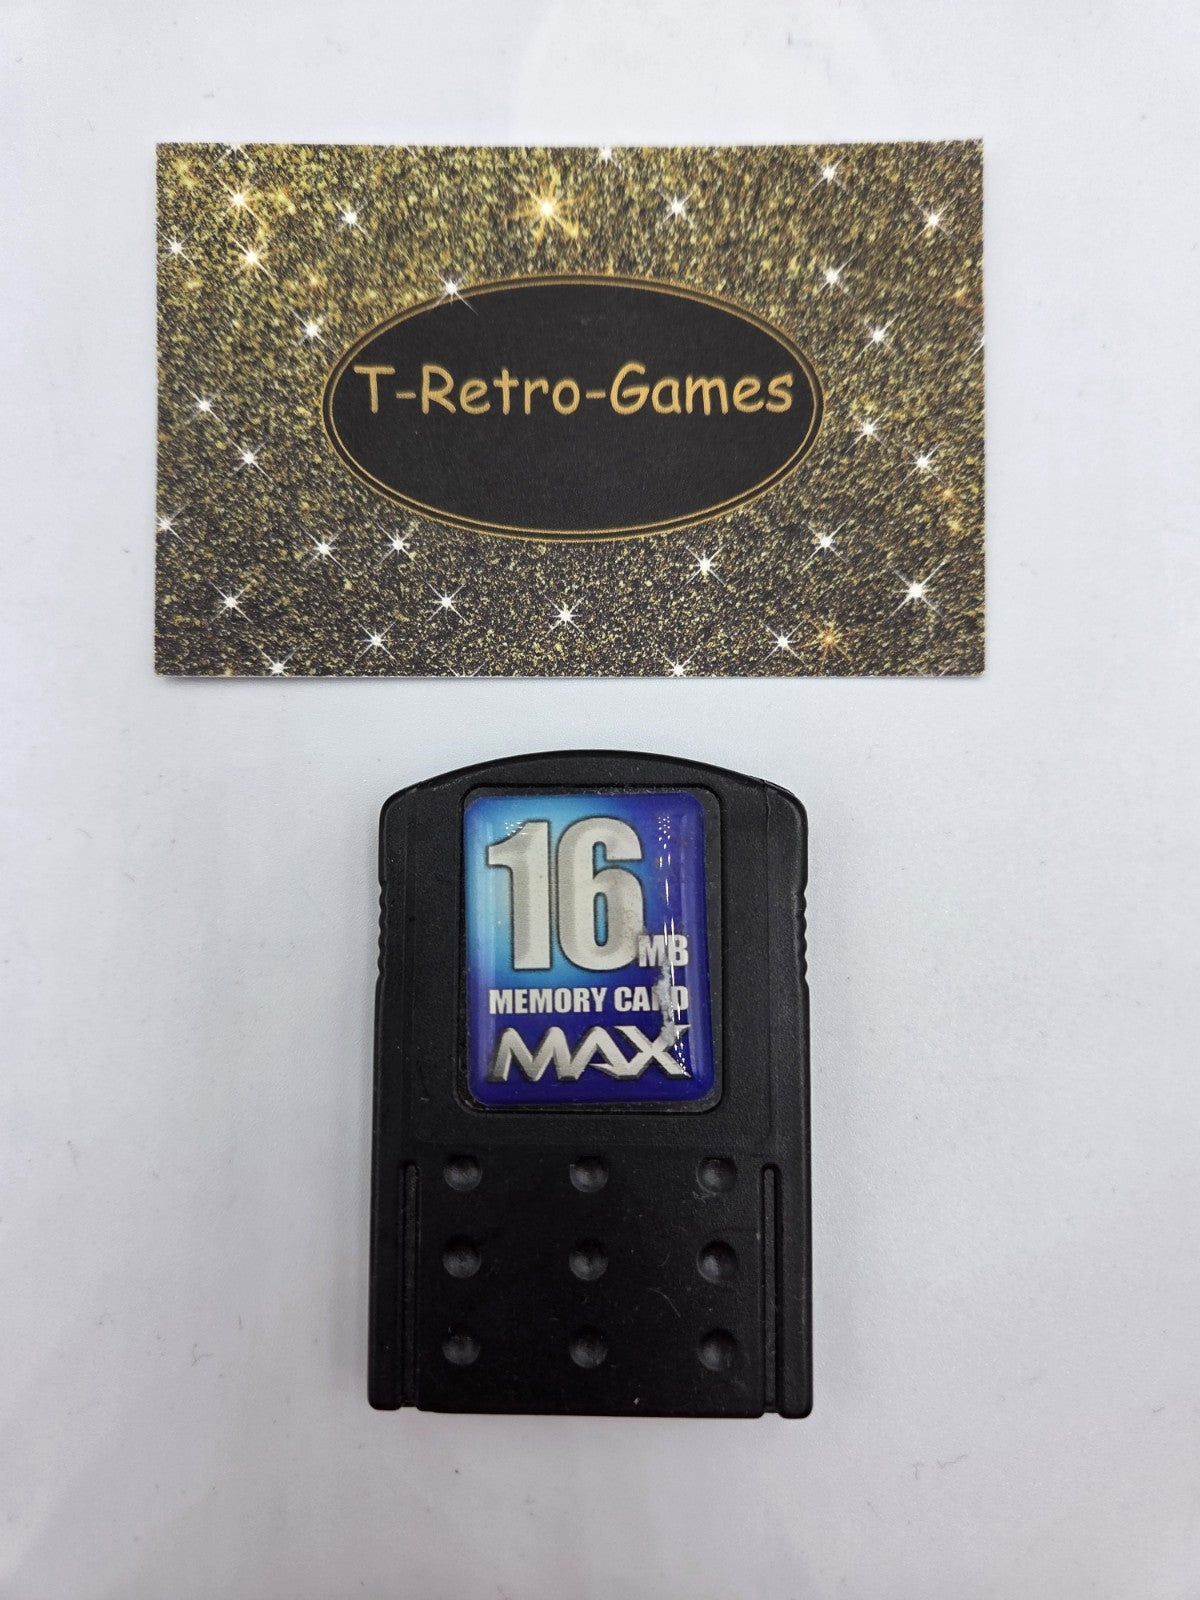 T-Retro-Games
16
MB
MEMORY CARD
MAX